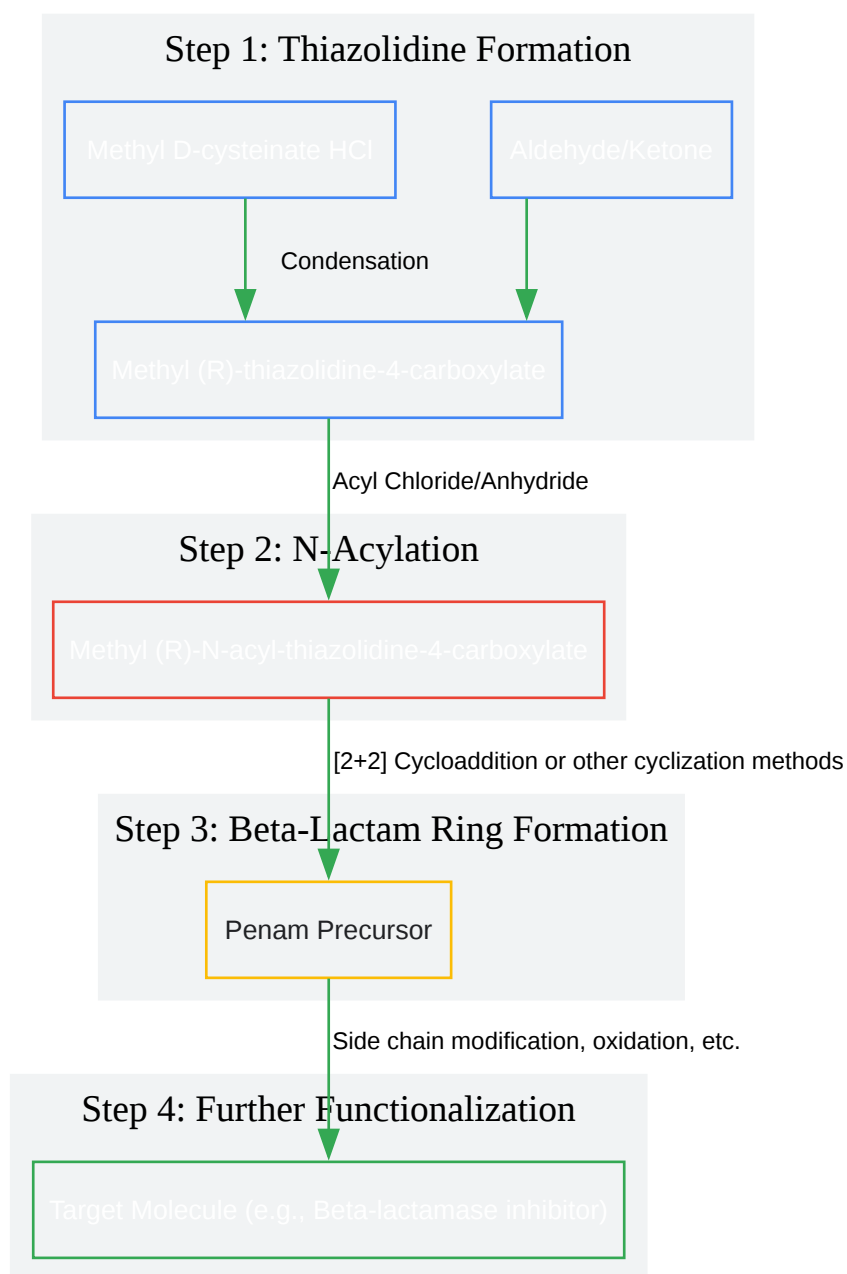 Step 1: Thiazolidine Formation
Methyl D-cysteinate HCl
Aldehyde/Ketone
Condensation
Methyl (R)-thiazolidine-4-carboxylate
Acyl Chloride/Anhydride
Step 2: N-Acylation
Methyl (R)-N-acyl-thiazolidine-4-carboxylate
[2+2] Cycloaddition or other cyclization methods
Step 3: Beta-Lactam Ring Formation
Penam Precursor
Side chain modification, oxidation, etc.
Step 4: Further Functionalization
Target Molecule (e.g., Beta-lactamase inhibitor)